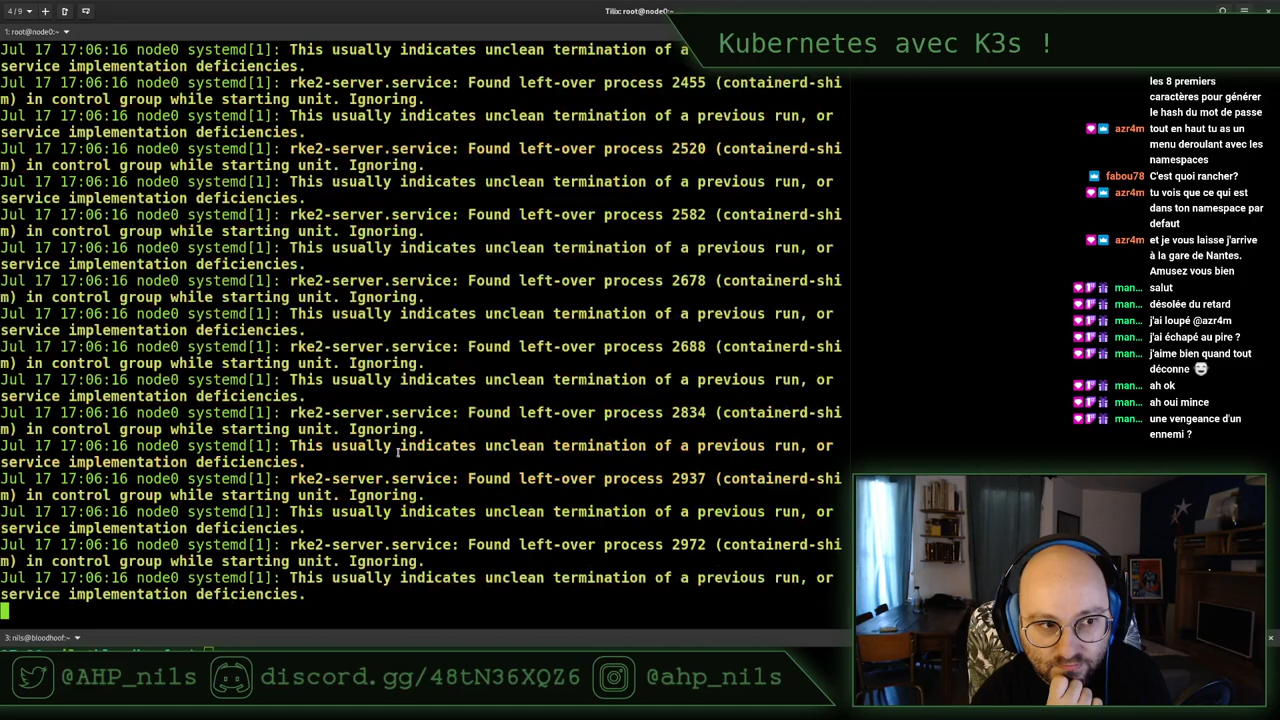 4/9
Tilix: root@node0:~
1: root@node0:~
Kubernetes avec K3s !
Jul 17 17:06:16 node0 systemd[1]: This usually indicates unclean termination of a
service implementation deficiencies.
Jul 17 17:06:16 node0 systemd[1]: rke2-server.service: Found left-over process 2455 (containerd-shi
m) in control group while starting unit. Ignoring.
Jul 17 17:06:16 node0 systemd[1]: This usually indicates unclean termination of a previous run, or
service implementation deficiencies.
Jul 17 17:06:16 node0 systemd[1]: rke2-server.service: Found left-over process 2520 (containerd-shi
m) in control group while starting unit. Ignoring.
Jul 17 17:06:16 node0 systemd[1]: This usually indicates unclean termination of a previous run, or
service implementation deficiencies.
Jul 17 17:06:16 node0 systemd[1]: rke2-server.service: Found left-over process 2582 (containerd-shi
m) in control group while starting unit. Ignoring.
Jul 17 17:06:16 node0 systemd[1]: This usually indicates unclean termination of a previous run, or
service implementation deficiencies.
Jul 17 17:06:16 node0 systemd[1]: rke2-server.service: Found left-over process 2678 (containerd-shi
m) in control group while starting unit. Ignoring.
Jul 17 17:06:16 node0 systemd[1]: This usually indicates unclean termination of a previous run, or
service implementation deficiencies.
Jul 17 17:06:16 node0 systemd[1]: rke2-server.service: Found left-over process 2688 (containerd-shi
m) in control group while starting unit. Ignoring.
Jul 17 17:06:16 node0 systemd[1]: This usually indicates unclean termination of a previous run, or
service implementation deficiencies.
Jul 17 17:06:16 node0 systemd[1]: rke2-server.service: Found left-over process 2834 (containerd-shi
m) in control group while starting unit. Ignoring.
Jul 17 17:06:16 node0 systemd[1]: This usually indicates unclean termination of a previous run, or
service implementation deficiencies.
Jul 17 17:06:16 node0 systemd[1]: rke2-server.service: Found left-over process 2937 (containerd-shi
m) in control group while starting unit. Ignoring.
Jul 17 17:06:16 node0 systemd[1]: This usually indicates unclean termination of a previous run, or
service implementation deficiencies.
Jul 17 17:06:16 node0 systemd[1]: rke2-server.service: Found left-over process 2972 (containerd-shi
m) in control group while starting unit. Ignoring.
Jul 17 17:06:16 node0 systemd[1]: This usually indicates unclean termination of a previous run, or
service implementation deficiencies.
3: nils@bloodhoof:~
les 8 premiers
caractères pour générer
le hash du mot de passe
azr4m tout en haut tu as un
menu deroulant avec les
namespaces
fabou78 C'est quoi rancher?
azr4m tu vois que ce qui est
dans ton namespace par
defaut
azr4m et je vous laisse j'arrive
à la gare de Nantes.
Amusez vous bien
man... salut
man... désolée du retard
man... j'ai loupé @azr4m
man... j'ai échapé au pire ?
man... j'aime bien quand tout
déconne
man... ah ok
man... ah oui mince
man... une vengeance d'un
ennemi ?
@AHP_nils discord.gg/48tN36XQZ6 @ahp_nils